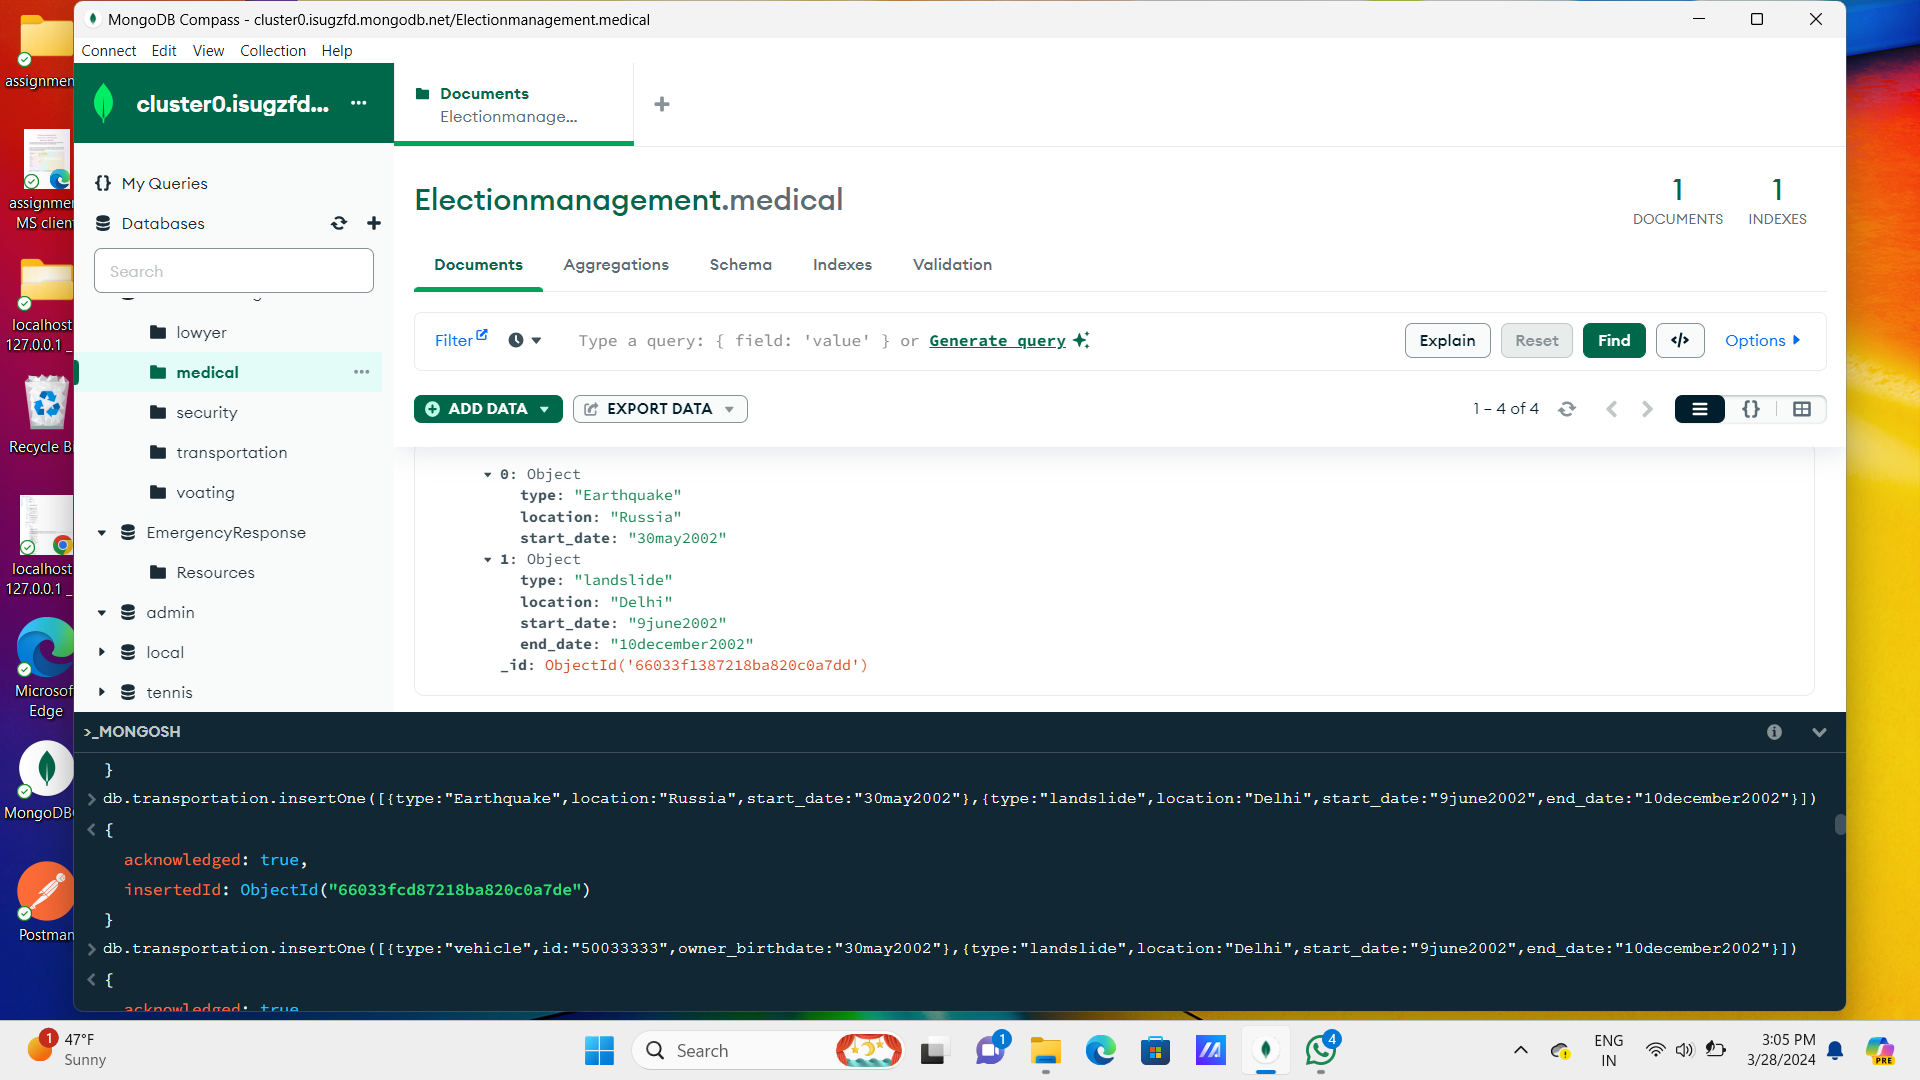 MongoDB Compass - cluster0.isugzfd.mongodb.net/Electionmanagement.medical
Connect Edit View Collection Help
cluster0.isugzfd...
Documents
Electionmanage...
My Queries
Databases
Search
lowyer
medical
security
transportation
voating
EmergencyResponse
Resources
admin
local
tennis
Electionmanagement.medical
1
DOCUMENTS
1
INDEXES
Documents Aggregations Schema Indexes Validation
Filter
Type a query: { field: 'value' } or Generate query
Explain Reset Find </> Options
ADD DATA EXPORT DATA
1 – 4 of 4
{}
0: Object
type: "Earthquake"
location: "Russia"
start_date: "30may2002"
1: Object
type: "landslide"
location: "Delhi"
start_date: "9june2002"
end_date: "10december2002"
_id: ObjectId('66033f1387218ba820c0a7dd')
>_MONGOSH
}
> db.transportation.insertOne([{type:"Earthquake",location:"Russia",start_date:"30may2002"},{type:"landslide",location:"Delhi",start_date:"9june2002",end_date:"10december2002"}])
< {
acknowledged: true,
insertedId: ObjectId("66033fcd87218ba820c0a7de")
}
> db.transportation.insertOne([{type:"vehicle",id:"50033333",owner_birthdate:"30may2002"},{type:"landslide",location:"Delhi",start_date:"9june2002",end_date:"10december2002"}])
< {
acknowledged: true
assignmen
assignmen
MS clien
localhost
127.0.0.1 _
Recycle B
localhost
127.0.0.1 _
Microsof
Edge
MongoDB
Postman
1
47°F
Sunny
Search
1
4
ENG
IN
3:05 PM
3/28/2024
PRE